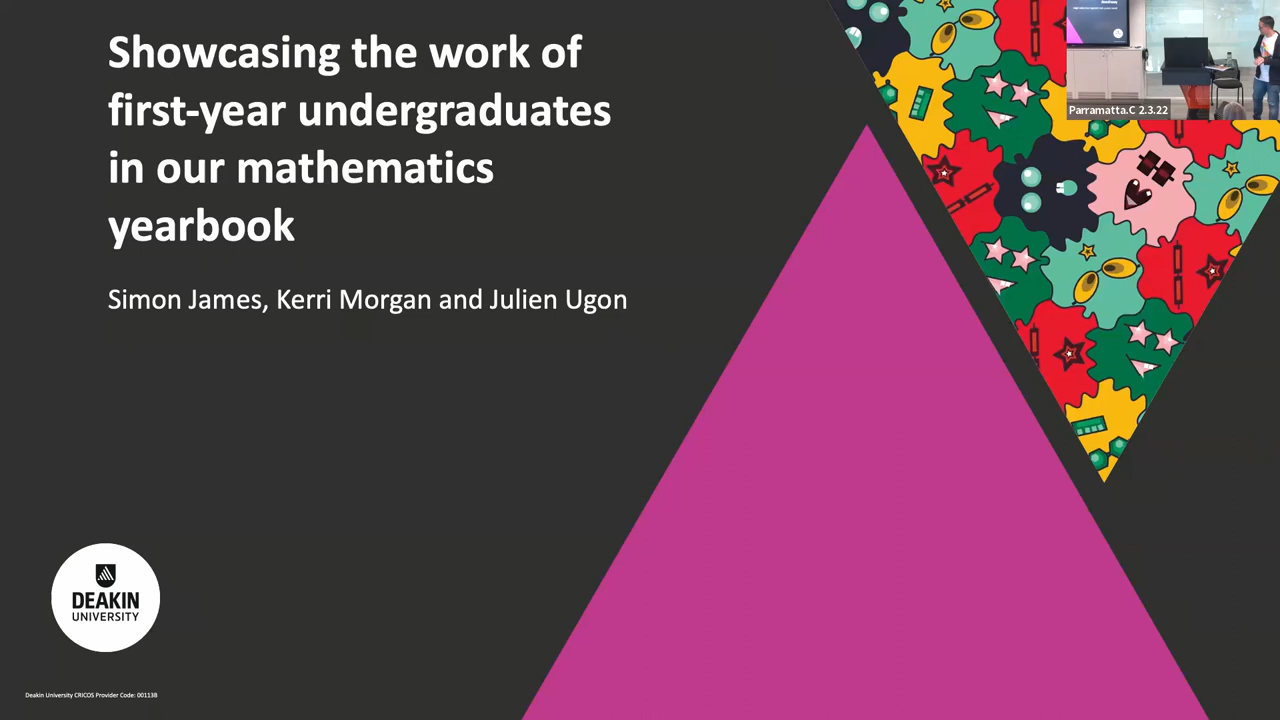 Showcasing the work of
first-year undergraduates
in our mathematics
yearbook
Simon James, Kerri Morgan and Julien Ugon
Parramatta.C 2.3.22
DEAKIN
UNIVERSITY
Deakin University CRICOS Provider Code: 00113B